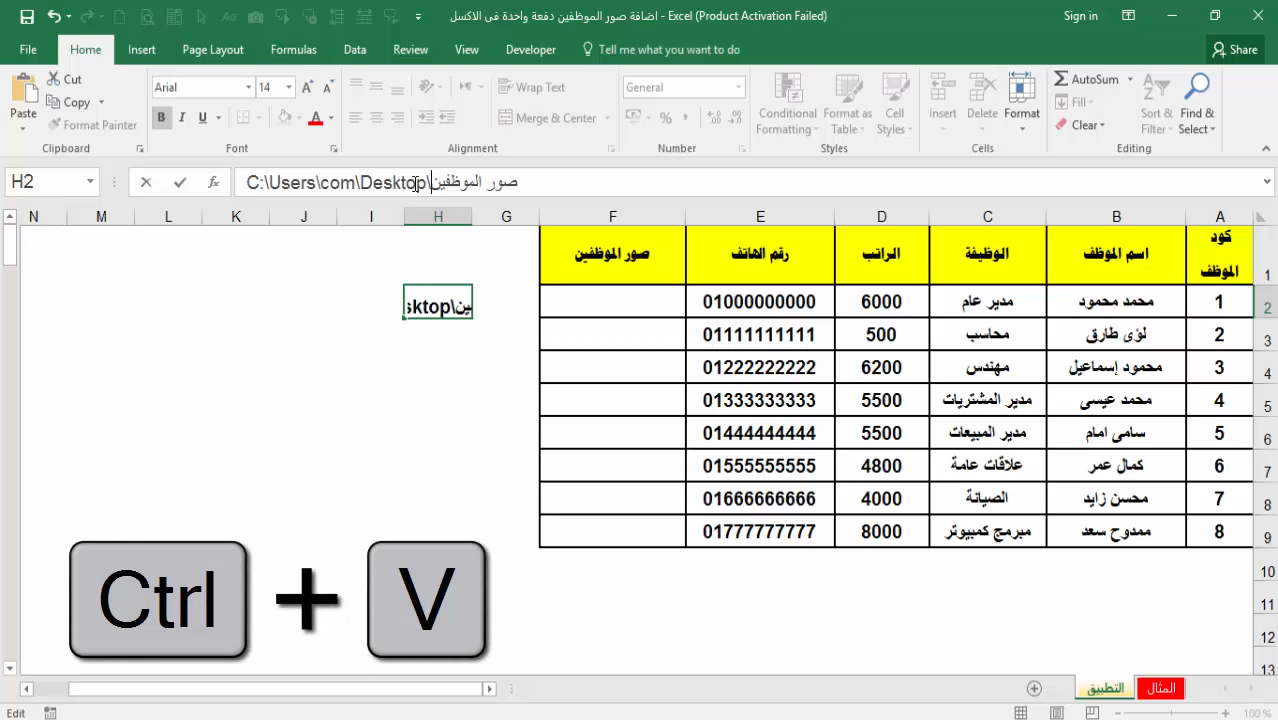 اضافة صور الموظفين دفعة واحدة فى الاكسل - Excel (Product Activation Failed)
Sign in
File Home Insert Page Layout Formulas Data Review View Developer Tell me what you want to do Share
Paste
Cut
Copy
Format Painter
Clipboard
Arial 14
B I U
Font
Wrap Text
Merge & Center
Alignment
General
%
Number
Conditional Formatting
Format as Table
Cell Styles
Styles
Insert Delete Format
Cells
AutoSum
Fill
Clear
Sort & Filter
Find & Select
Editing
H2 fx C:\Users\com\Desktop\صور الموظفين
N M L K J I H G F E D C B A
1 كود الموظف اسم الموظف الوظيفة الراتب رقم الهاتف صور الموظفين
2 1 محمد محمود مدير عام 6000 01000000000
sktop\ين
3 2 لؤى طارق محاسب 500 01111111111
4 3 محمود إسماعيل مهندس 6200 01222222222
5 4 محمد عيسى مدير المشتريات 5500 01333333333
6 5 سامى امام مدير المبيعات 5500 01444444444
7 6 كمال عمر علاقات عامة 4800 01555555555
8 7 محسن زايد الصيانة 4000 01666666666
9 8 ممدوح سعد مبرمج كمبيوتر 8000 01777777777
10
11
12
13
Ctrl + V
المثال التطبيق
Edit
100 %